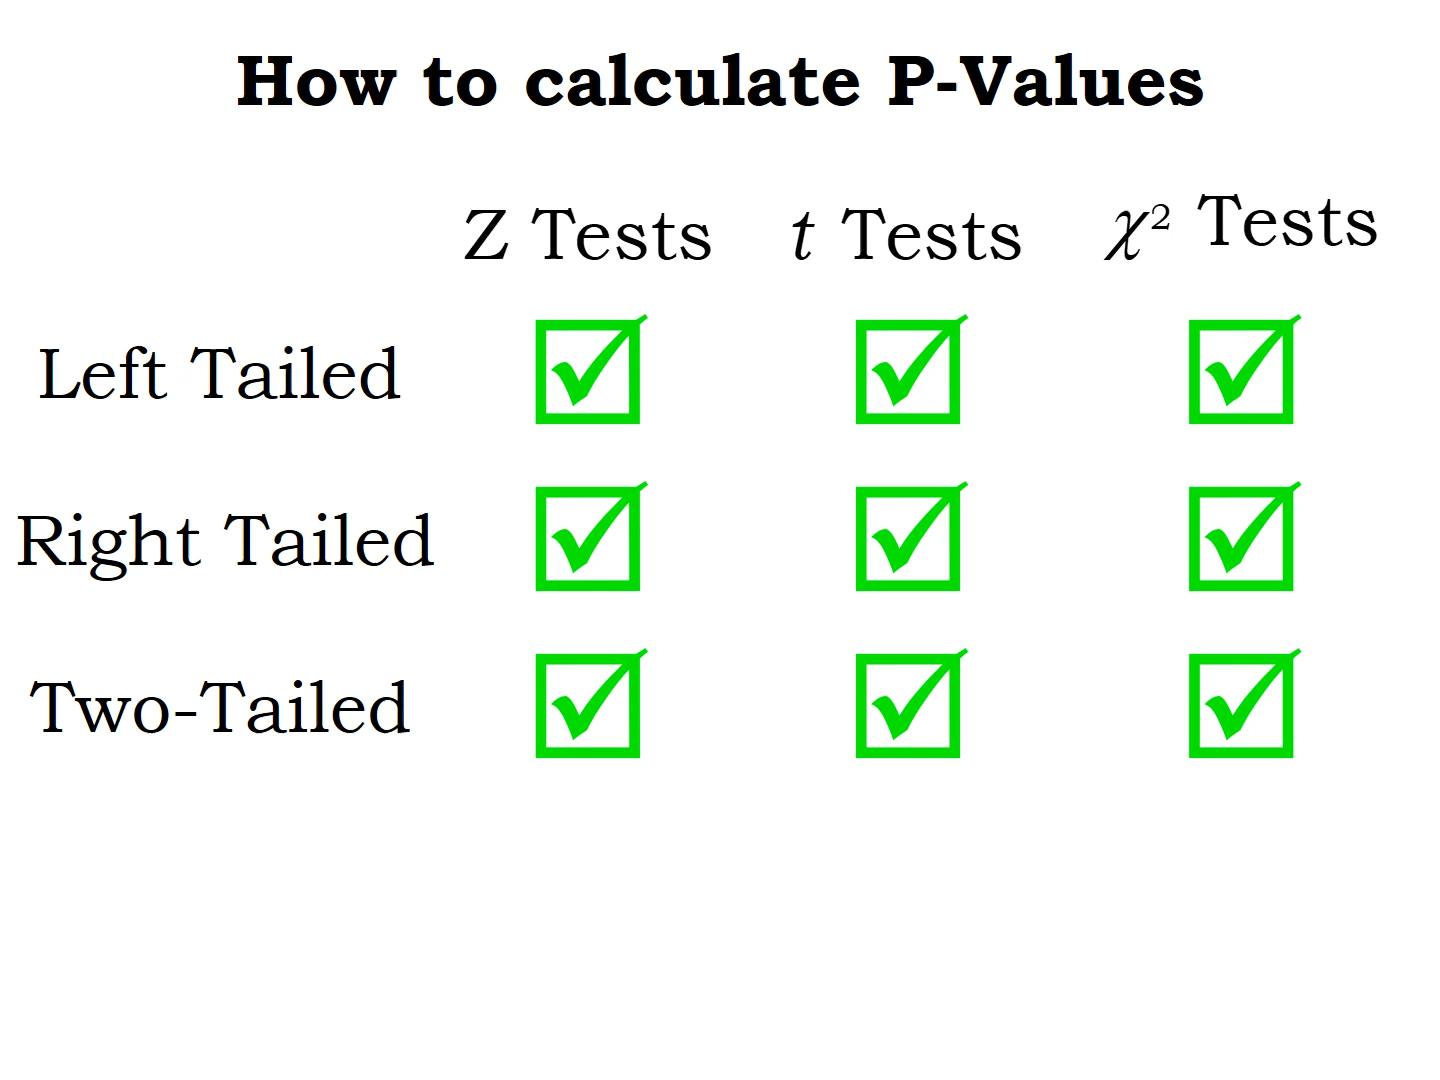 How to calculate P-Values
Z Tests t Tests χ² Tests
Left Tailed
Right Tailed
Two-Tailed